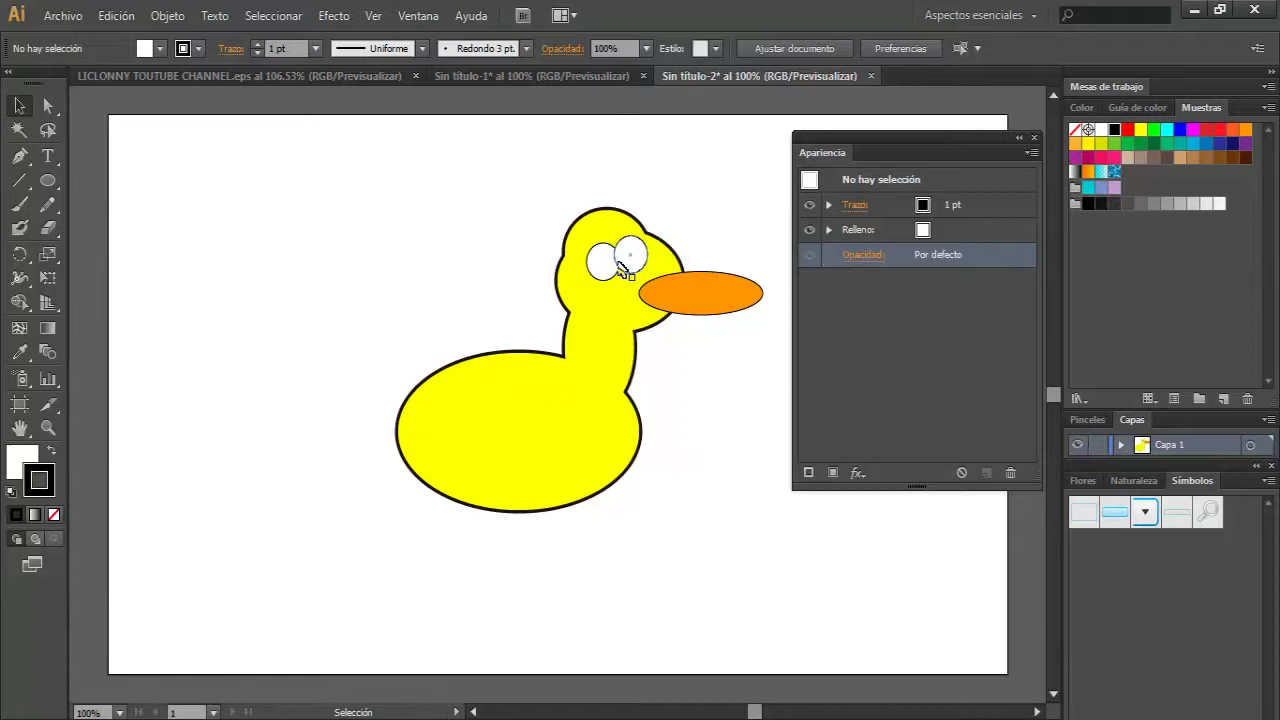 Ai Archivo Edición Objeto Texto Seleccionar Efecto Ver Ventana Ayuda Br Aspectos esenciales
No hay selección Trazo: 1 pt Uniforme Redondo 3 pt. Opacidad: 100% Estilo: Ajustar documento Preferencias
LICLONNY TOUTUBE CHANNEL.eps al 106.53% (RGB/Previsualizar) × Sin título-1* al 100% (RGB/Previsualizar) × Sin título-2* al 100% (RGB/Previsualizar) ×
Mesas de trabajo
Color Guía de color Muestras
Apariencia
No hay selección
Trazo: 1 pt
Relleno:
Opacidad: Por defecto
fx
Pinceles Capas
Capa 1
Flores Naturaleza Símbolos
100% 1 Selección